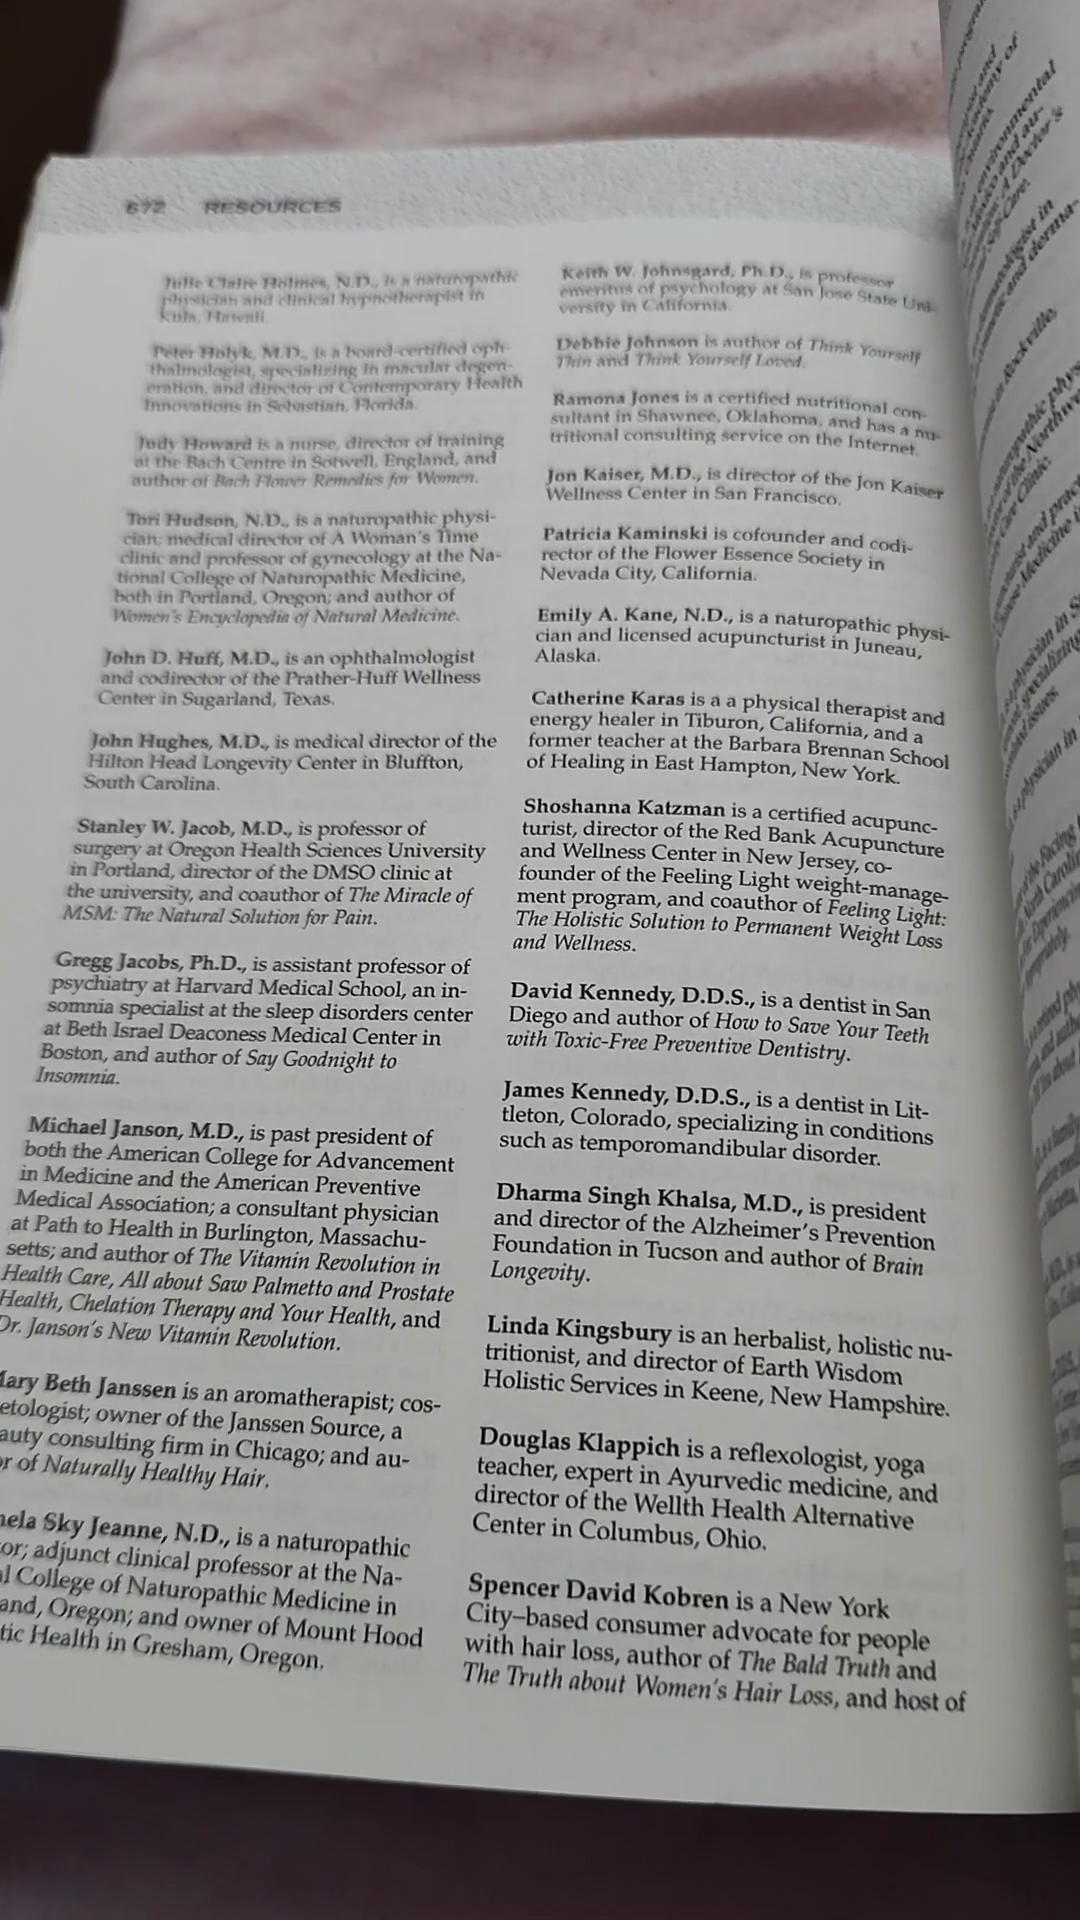 672 RESOURCES
Julie Claire Holmes, N.D., is a naturopathic
physician and clinical hypnotherapist in
Kula, Hawaii.
Peter Holyk, M.D., is a board-certified oph-
thalmologist, specializing in macular degen-
eration, and director of Contemporary Health
Innovations in Sebastian, Florida.
Judy Howard is a nurse, director of training
at the Bach Centre in Sotwell, England, and
author of Bach Flower Remedies for Women.
Tori Hudson, N.D., is a naturopathic physi-
cian; medical director of A Woman's Time
clinic and professor of gynecology at the Na-
tional College of Naturopathic Medicine,
both in Portland, Oregon; and author of
Women's Encyclopedia of Natural Medicine.
John D. Huff, M.D., is an ophthalmologist
and codirector of the Prather-Huff Wellness
Center in Sugarland, Texas.
John Hughes, M.D., is medical director of the
Hilton Head Longevity Center in Bluffton,
South Carolina.
Stanley W. Jacob, M.D., is professor of
surgery at Oregon Health Sciences University
in Portland, director of the DMSO clinic at
the university, and coauthor of The Miracle of
MSM: The Natural Solution for Pain.
Gregg Jacobs, Ph.D., is assistant professor of
psychiatry at Harvard Medical School, an in-
somnia specialist at the sleep disorders center
at Beth Israel Deaconess Medical Center in
Boston, and author of Say Goodnight to
Insomnia.
Michael Janson, M.D., is past president of
both the American College for Advancement
in Medicine and the American Preventive
Medical Association; a consultant physician
at Path to Health in Burlington, Massachu-
setts; and author of The Vitamin Revolution in
Health Care, All about Saw Palmetto and Prostate
Health, Chelation Therapy and Your Health, and
Dr. Janson's New Vitamin Revolution.
Mary Beth Janssen is an aromatherapist; cos-
etologist; owner of the Janssen Source, a
auty consulting firm in Chicago; and au-
or of Naturally Healthy Hair.
nela Sky Jeanne, N.D., is a naturopathic
or; adjunct clinical professor at the Na-
al College of Naturopathic Medicine in
and, Oregon; and owner of Mount Hood
tic Health in Gresham, Oregon.
Keith W. Johnsgard, Ph.D., is professor
emeritus of psychology at San Jose State Uni-
versity in California.
Debbie Johnson is author of Think Yourself
Thin and Think Yourself Loved.
Ramona Jones is a certified nutritional con-
sultant in Shawnee, Oklahoma, and has a nu-
tritional consulting service on the Internet.
Jon Kaiser, M.D., is director of the Jon Kaiser
Wellness Center in San Francisco.
Patricia Kaminski is cofounder and codi-
rector of the Flower Essence Society in
Nevada City, California.
Emily A. Kane, N.D., is a naturopathic physi-
cian and licensed acupuncturist in Juneau,
Alaska.
Catherine Karas is a a physical therapist and
energy healer in Tiburon, California, and a
former teacher at the Barbara Brennan School
of Healing in East Hampton, New York.
Shoshanna Katzman is a certified acupunc-
turist, director of the Red Bank Acupuncture
and Wellness Center in New Jersey, co-
founder of the Feeling Light weight-manage-
ment program, and coauthor of Feeling Light:
The Holistic Solution to Permanent Weight Loss
and Wellness.
David Kennedy, D.D.S., is a dentist in San
Diego and author of How to Save Your Teeth
with Toxic-Free Preventive Dentistry.
James Kennedy, D.D.S., is a dentist in Lit-
tleton, Colorado, specializing in conditions
such as temporomandibular disorder.
Dharma Singh Khalsa, M.D., is president
and director of the Alzheimer's Prevention
Foundation in Tucson and author of Brain
Longevity.
Linda Kingsbury is an herbalist, holistic nu-
tritionist, and director of Earth Wisdom
Holistic Services in Keene, New Hampshire.
Douglas Klappich is a reflexologist, yoga
teacher, expert in Ayurvedic medicine, and
director of the Wellth Health Alternative
Center in Columbus, Ohio.
Spencer David Kobren is a New York
City–based consumer advocate for people
with hair loss, author of The Bald Truth and
The Truth about Women's Hair Loss, and host of